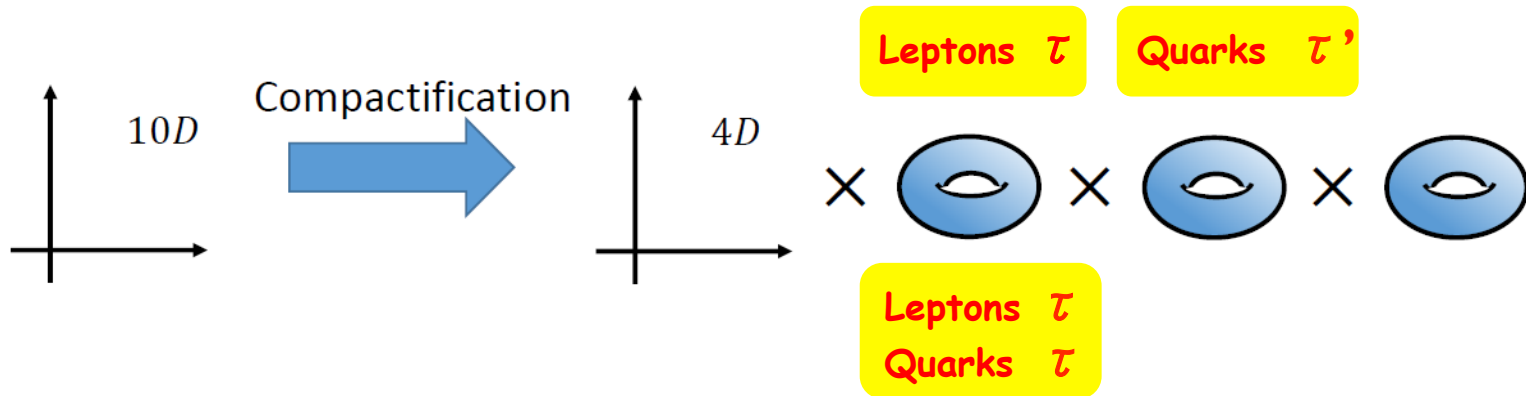 Leptons τ
Quarks τ’
Compactification
10D
4D
× × ×
Leptons τ
Quarks τ